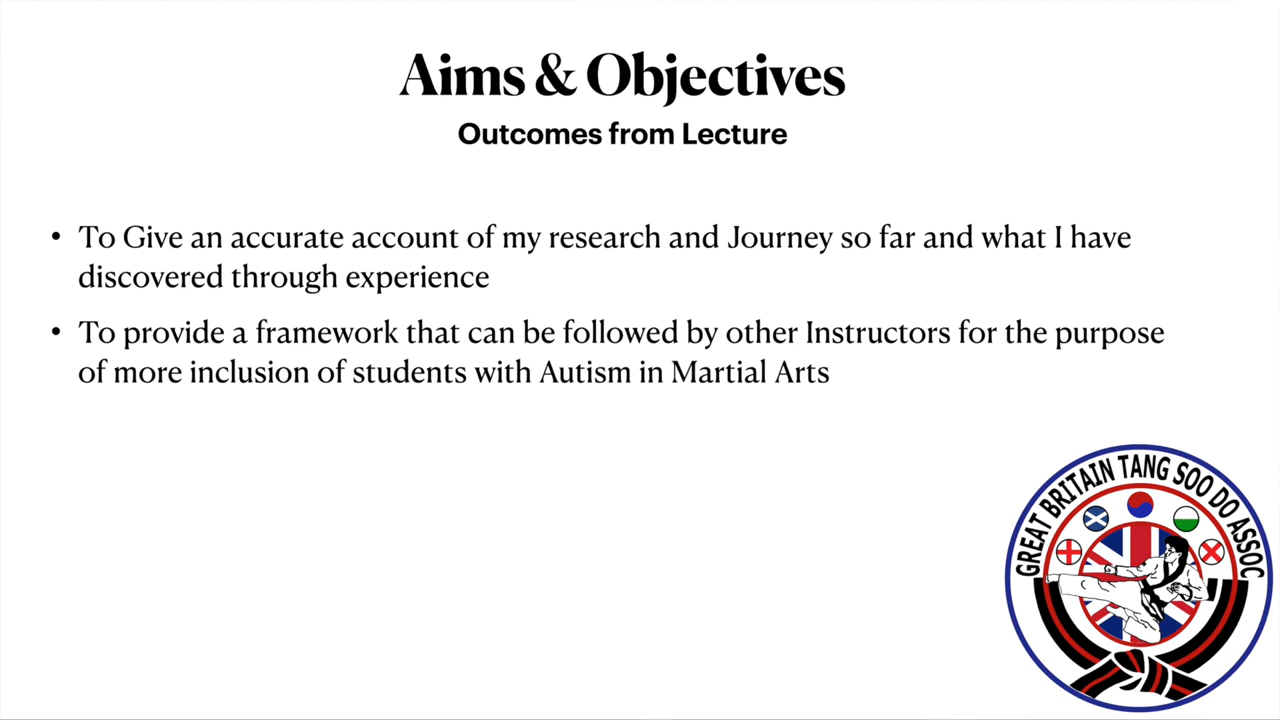 Aims & Objectives
Outcomes from Lecture
• To Give an accurate account of my research and Journey so far and what I have
discovered through experience
• To provide a framework that can be followed by other Instructors for the purpose
of more inclusion of students with Autism in Martial Arts
GREAT BRITAIN TANG SOO DO ASSOC